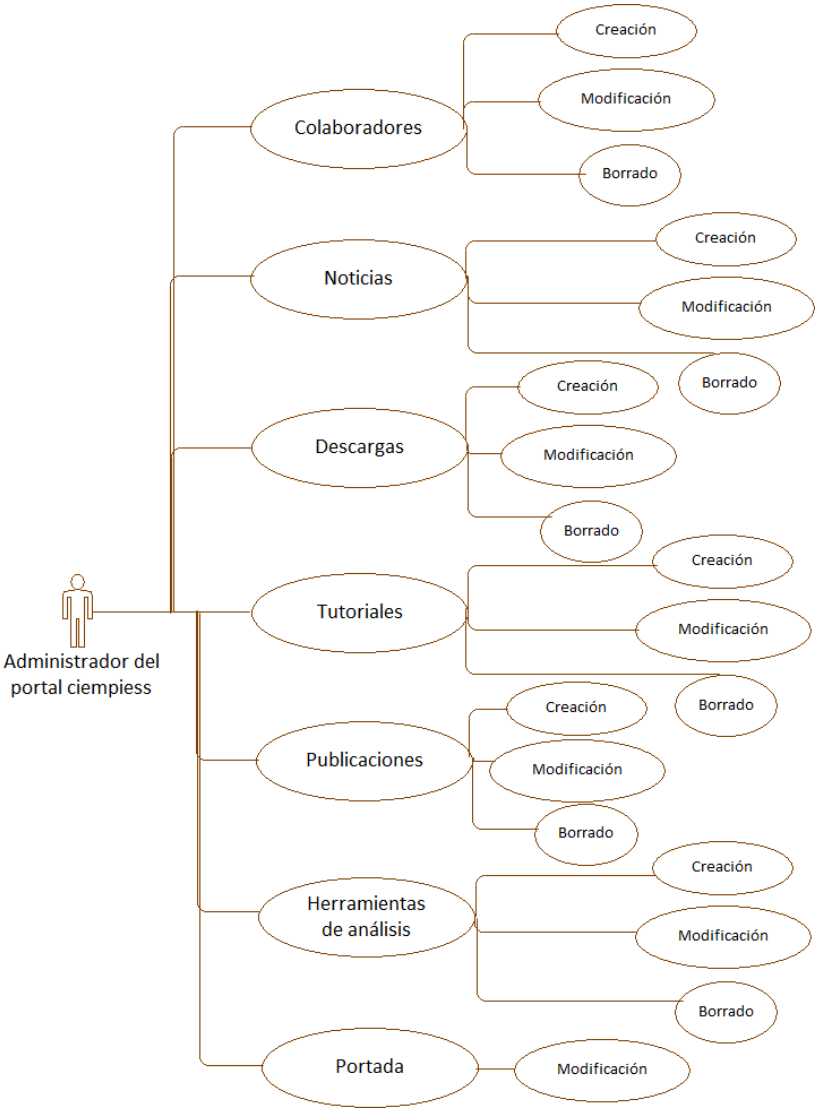 Creación
Modificación
Colaboradores
Borrado
Creación
Noticias
Modificación
Borrado
Creación
Descargas
Modificación
Borrado
Creación
Tutoriales
Modificación
Administrador del
portal ciempiess
Borrado
Creación
Publicaciones
Modificación
Borrado
Creación
Herramientas
de análisis
Modificación
Borrado
Portada
Modificación